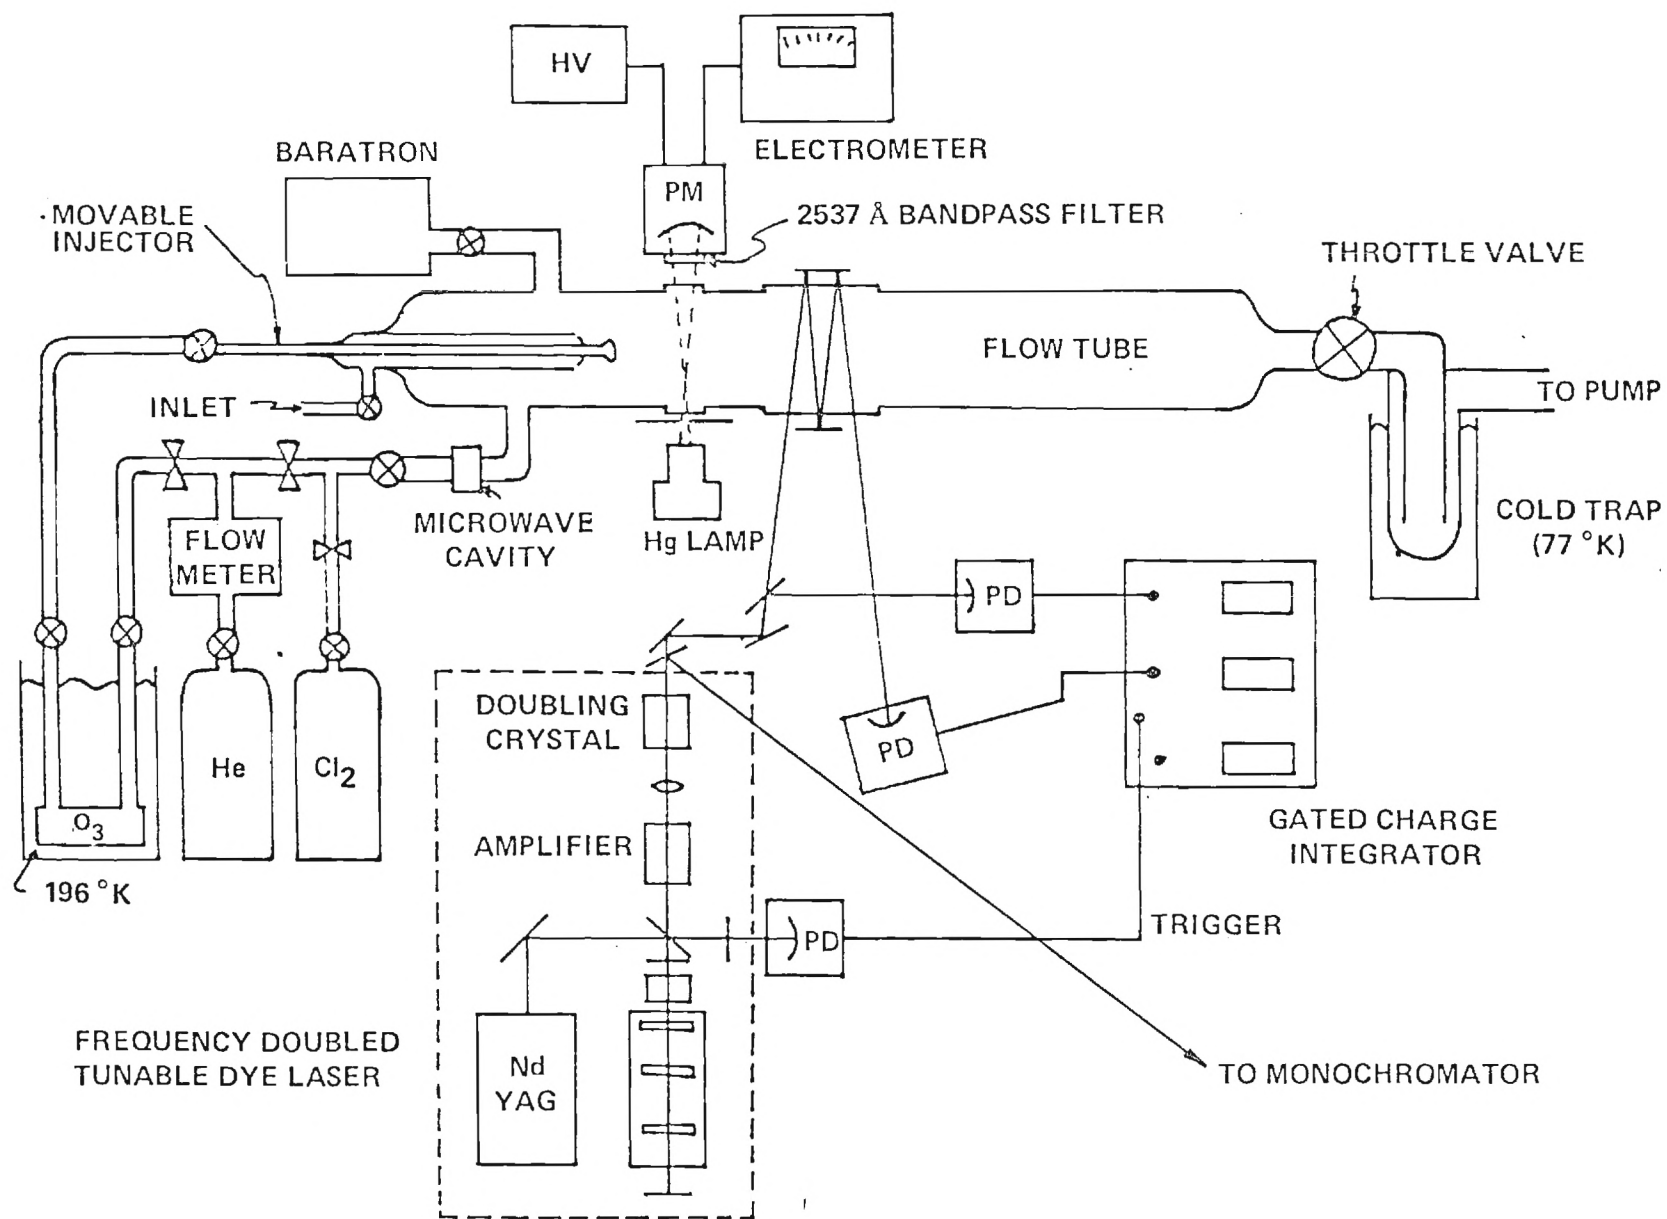 HV
ELECTROMETER
BARATRON
PM
2537 Å BANDPASS FILTER
MOVABLE
INJECTOR
THROTTLE VALVE
FLOW TUBE
INLET
TO PUMP
MICROWAVE
CAVITY
Hg LAMP
COLD TRAP
(77 °K)
FLOW
METER
PD
DOUBLING
CRYSTAL
PD
He
Cl2
O3
196 °K
AMPLIFIER
GATED CHARGE
INTEGRATOR
PD
TRIGGER
FREQUENCY DOUBLED
TUNABLE DYE LASER
Nd
YAG
TO MONOCHROMATOR